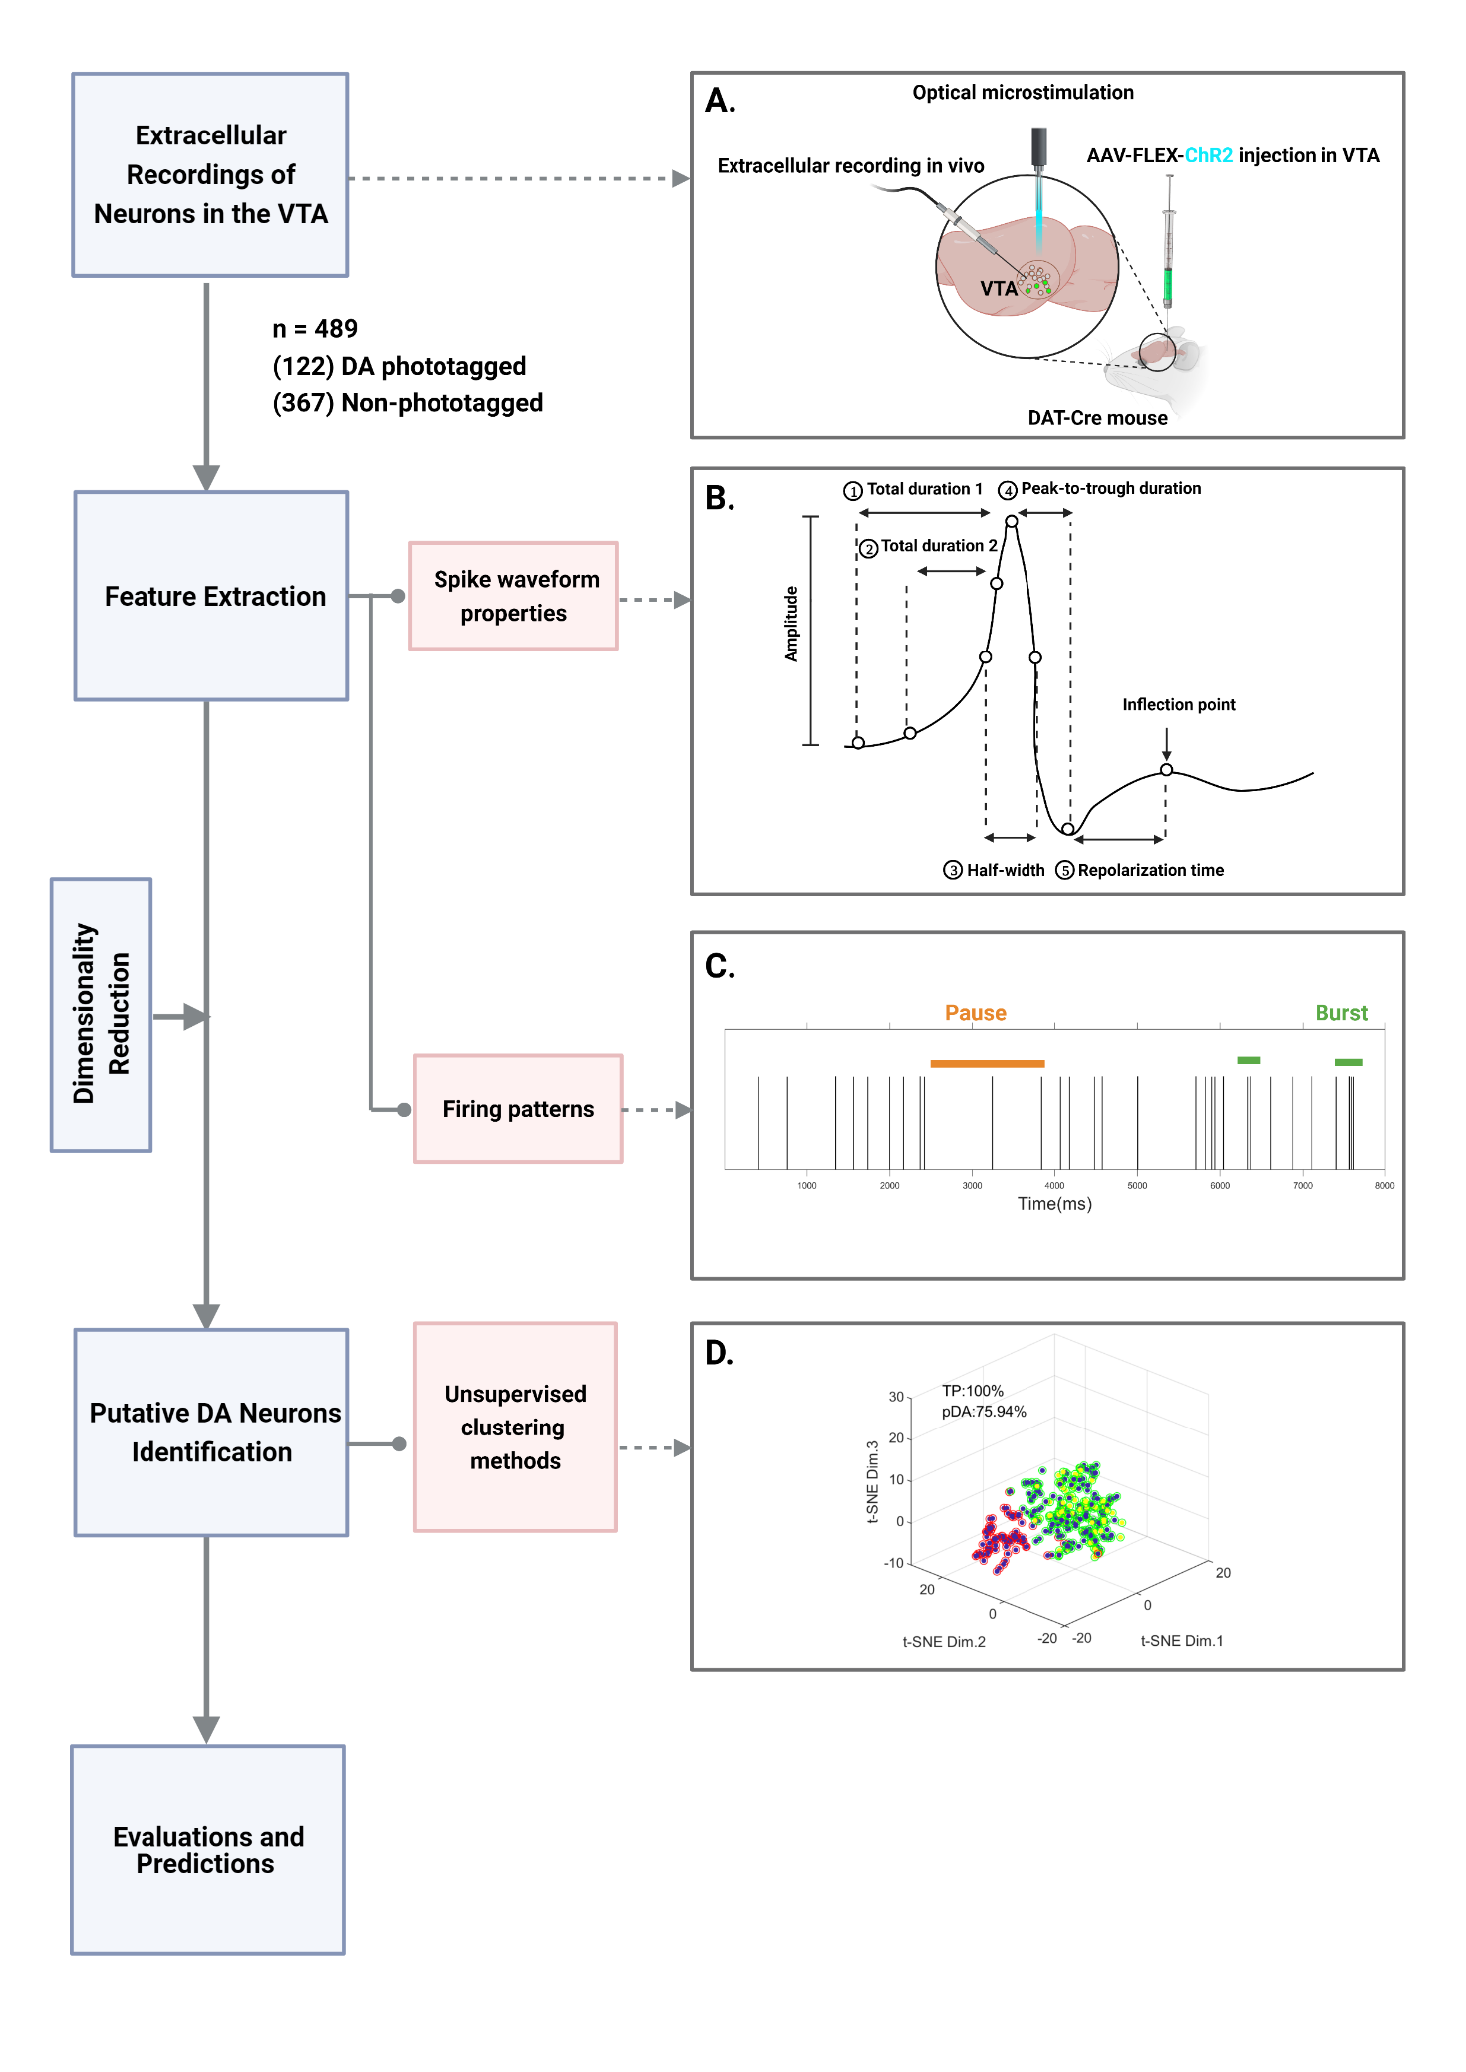 Extracellular
Recordings of
Neurons in the VTA
n = 489
(122) DA phototagged
(367) Non-phototagged
Feature Extraction
Spike waveform
properties
Dimensionality
Reduction
Firing patterns
Putative DA Neurons
Identification
Unsupervised
clustering
methods
Evaluations and
Predictions
A.
Optical microstimulation
Extracellular recording in vivo
AAV-FLEX-ChR2 injection in VTA
VTA
DAT-Cre mouse
B.
1 Total duration 1
4 Peak-to-trough duration
2 Total duration 2
Amplitude
Inflection point
3 Half-width
5 Repolarization time
C.
Pause
Burst
1000 2000 3000 4000 5000 6000 7000 8000
Time(ms)
D.
TP:100%
pDA:75.94%
t-SNE Dim.3
30
20
10
0
-10
20
0
-20
-20
0
20
t-SNE Dim.2
t-SNE Dim.1